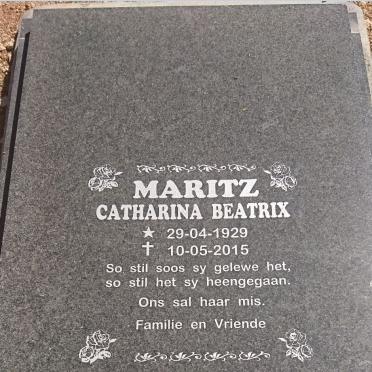 MARITZ
CATHARINA BEATRIX
★ 29-04-1929
✝ 10-05-2015
So stil soos sy gelewe het,
so stil het sy heengegaan.
Ons sal haar mis.
Familie en Vriende